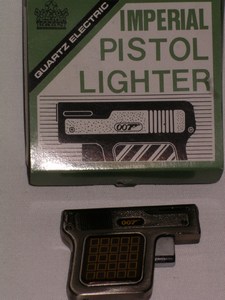 QUARTZ ELECTRIC
IMPERIAL
PISTOL
LIGHTER
007
007